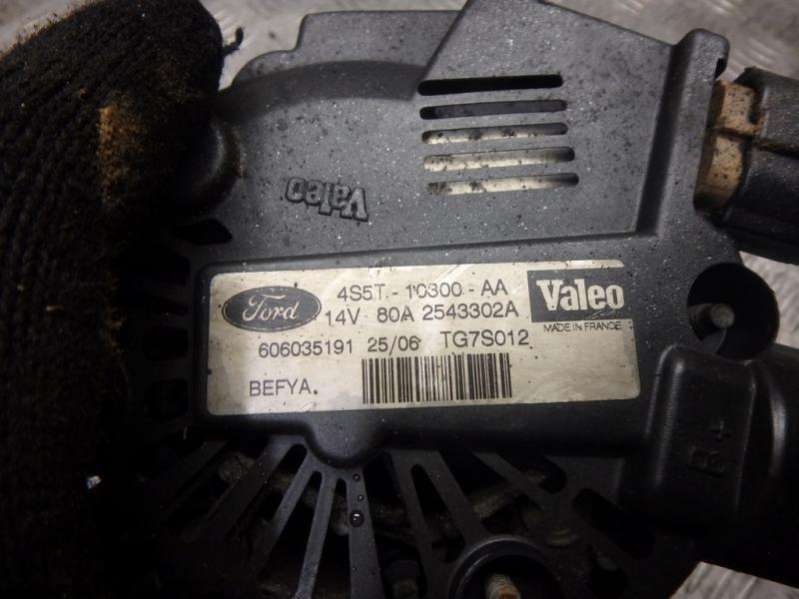 Valeo
Ford
4S5T - 10300 - AA
14V 80A 2543302A
Valeo
MADE IN FRANCE
606035191 25/06 TG7S012
BEFYA.
B+